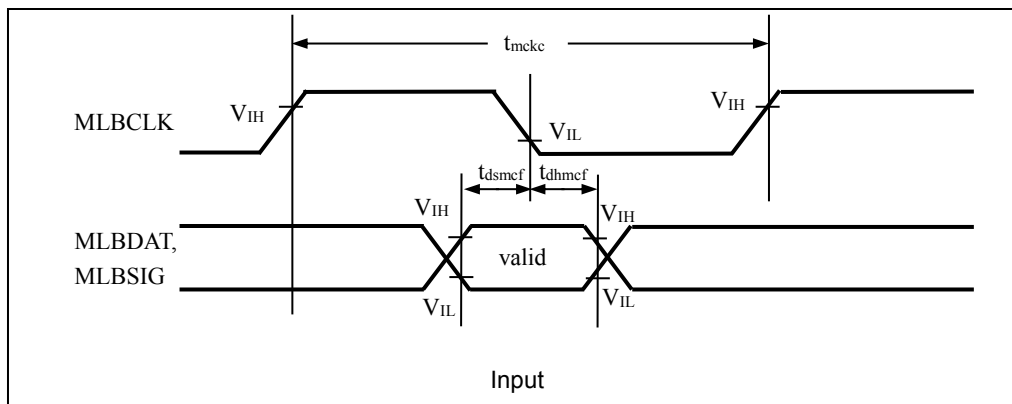 tmckc
VIH
VIH
MLBCLK
VIL
tdsmcf
tdhmcf
VIH
VIH
MLBDAT,
valid
MLBSIG
VIL
VIL
Input